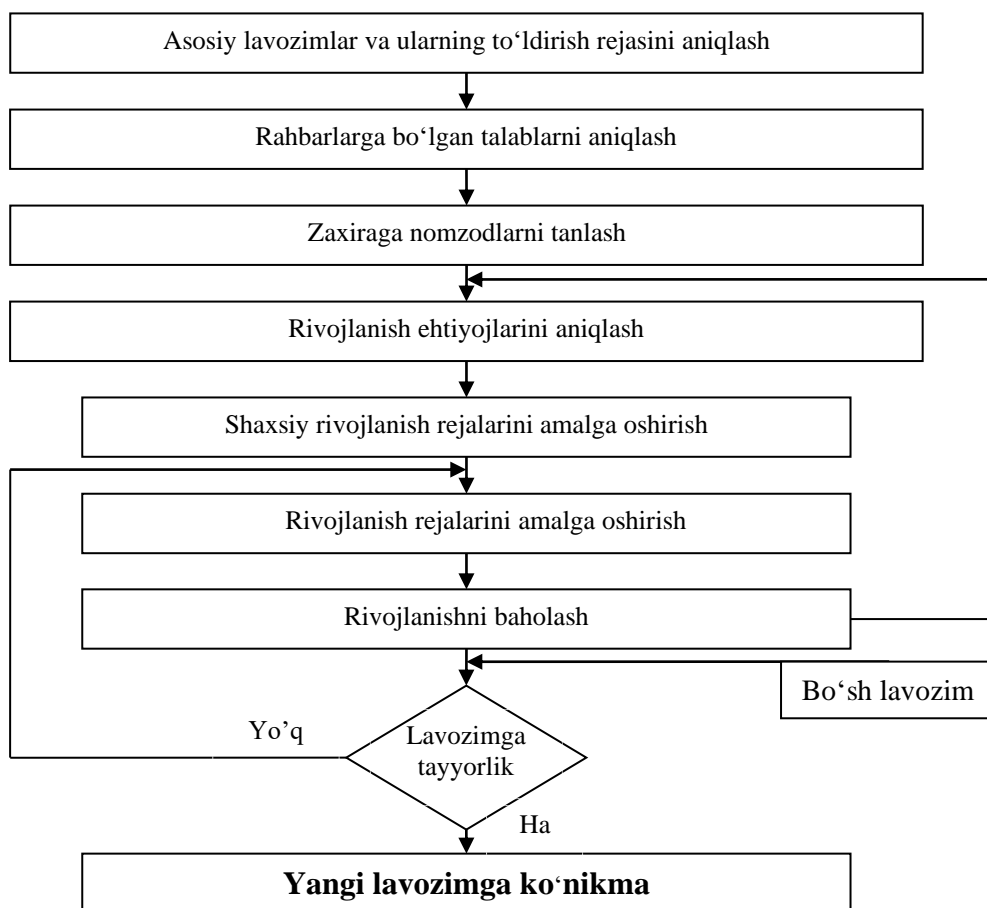 Asosiy lavozimlar va ularning to‘ldirish rejasini aniqlash
Rahbarlarga bo‘lgan talablarni aniqlash
Zaxiraga nomzodlarni tanlash
Rivojlanish ehtiyojlarini aniqlash
Shaxsiy rivojlanish rejalarini amalga oshirish
Rivojlanish rejalarini amalga oshirish
Rivojlanishni baholash
Bo‘sh lavozim
Yo’q
Lavozimga
tayyorlik
Ha
Yangi lavozimga ko‘nikma